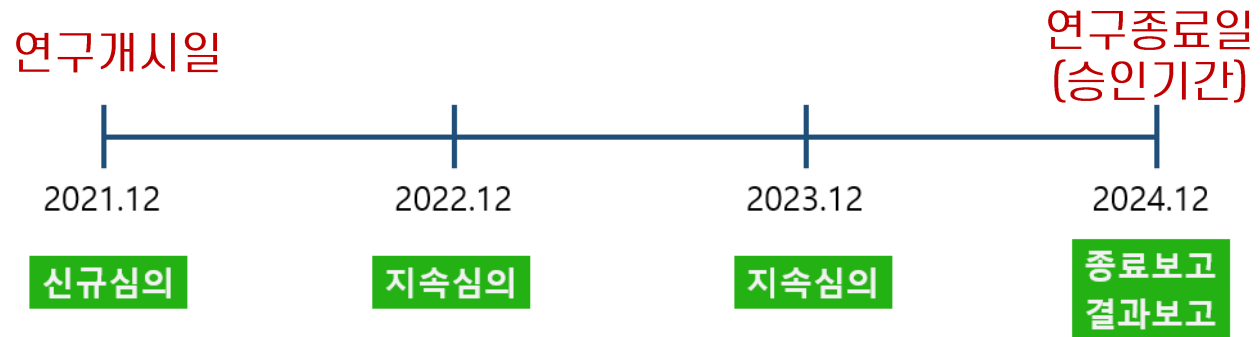 연구개시일
연구종료일
(승인기간)
2021.12
2022.12
2023.12
2024.12
신규심의
지속심의
지속심의
종료보고
결과보고